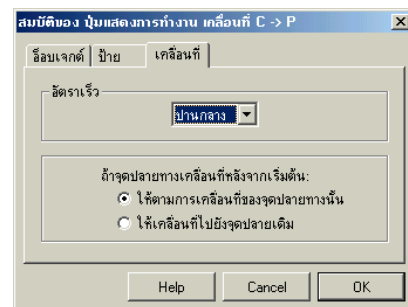 สมบัติของ ปุ่มแสดงการทำงาน เคลื่อนที่ C -> P
อ็อบเจกต์ ป้าย เคลื่อนที่
อัตราเร็ว
ปานกลาง
ถ้าจุดปลายทางเคลื่อนที่หลังจากเริ่มต้น:
ให้ตามการเคลื่อนที่ของจุดปลายทางนั้น
ให้เคลื่อนที่ไปยังจุดปลายเดิม
Help Cancel OK